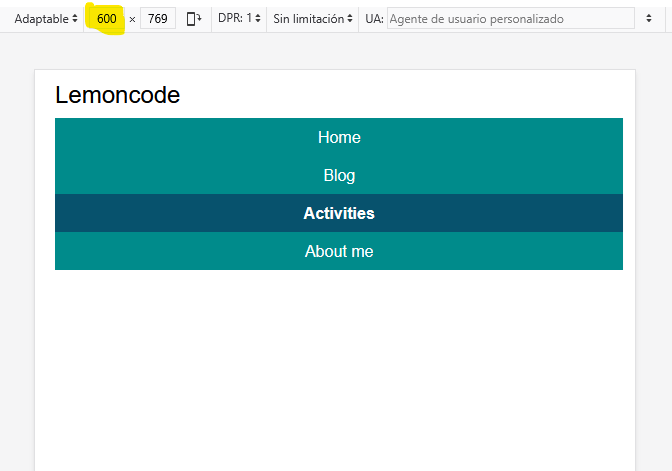 Adaptable 600 × 769 DPR: 1 Sin limitación UA: Agente de usuario personalizado
Lemoncode
Home
Blog
Activities
About me